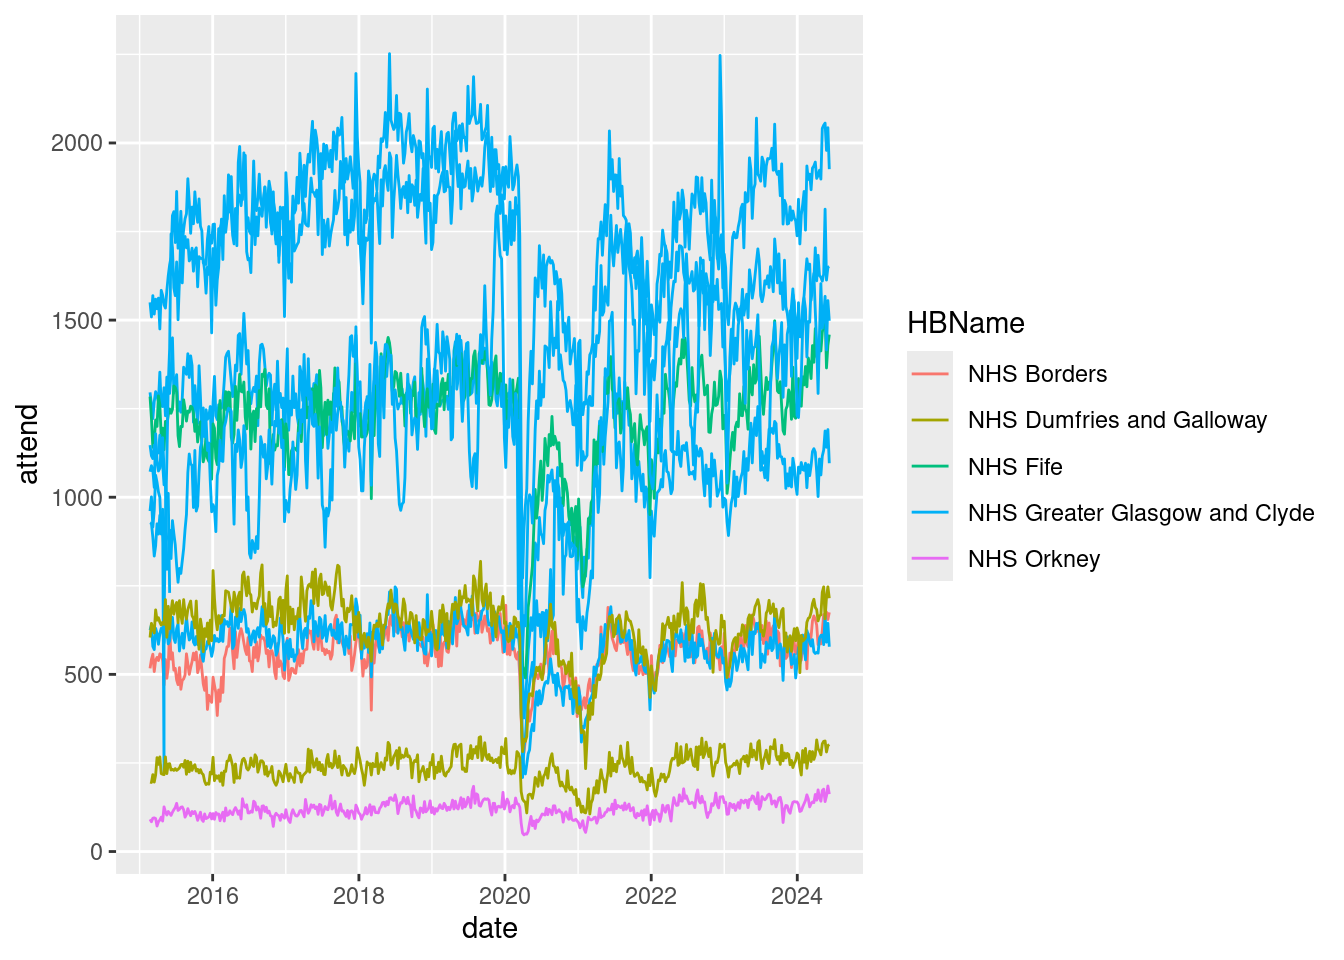 2000
1500
1000
500
0
attend
2016 2018 2020 2022 2024
date
HBName
NHS Borders
NHS Dumfries and Galloway
NHS Fife
NHS Greater Glasgow and Clyde
NHS Orkney